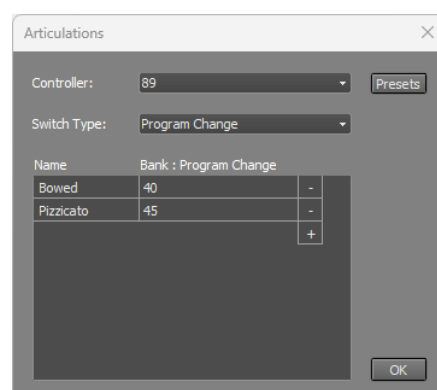 Articulations
Controller: 89 Presets
Switch Type: Program Change
Name Bank : Program Change
Bowed 40 -
Pizzicato 45 -
+
OK